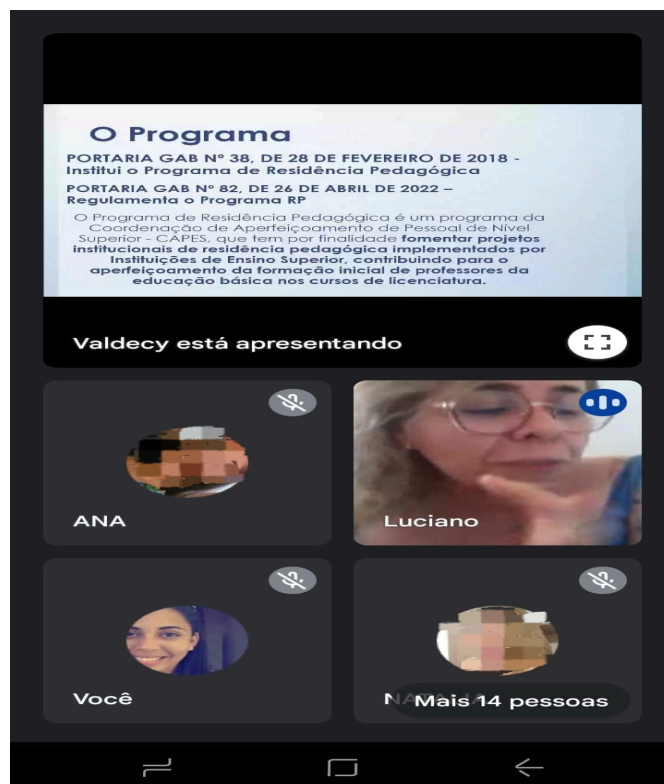 O Programa
PORTARIA GAB Nº 38, DE 28 DE FEVEREIRO DE 2018 -
Institui o Programa de Residência Pedagógica
PORTARIA GAB Nº 82, DE 26 DE ABRIL DE 2022 –
Regulamenta o Programa RP
O Programa de Residência Pedagógica é um programa da
Coordenação de Aperfeiçoamento de Pessoal de Nível
Superior - CAPES, que tem por finalidade fomentar projetos
institucionais de residência pedagógica implementados por
Instituições de Ensino Superior, contribuindo para o
aperfeiçoamento da formação inicial de professores da
educação básica nos cursos de licenciatura.
Valdecy está apresentando
ANA
Luciano
Você
Mais 14 pessoas